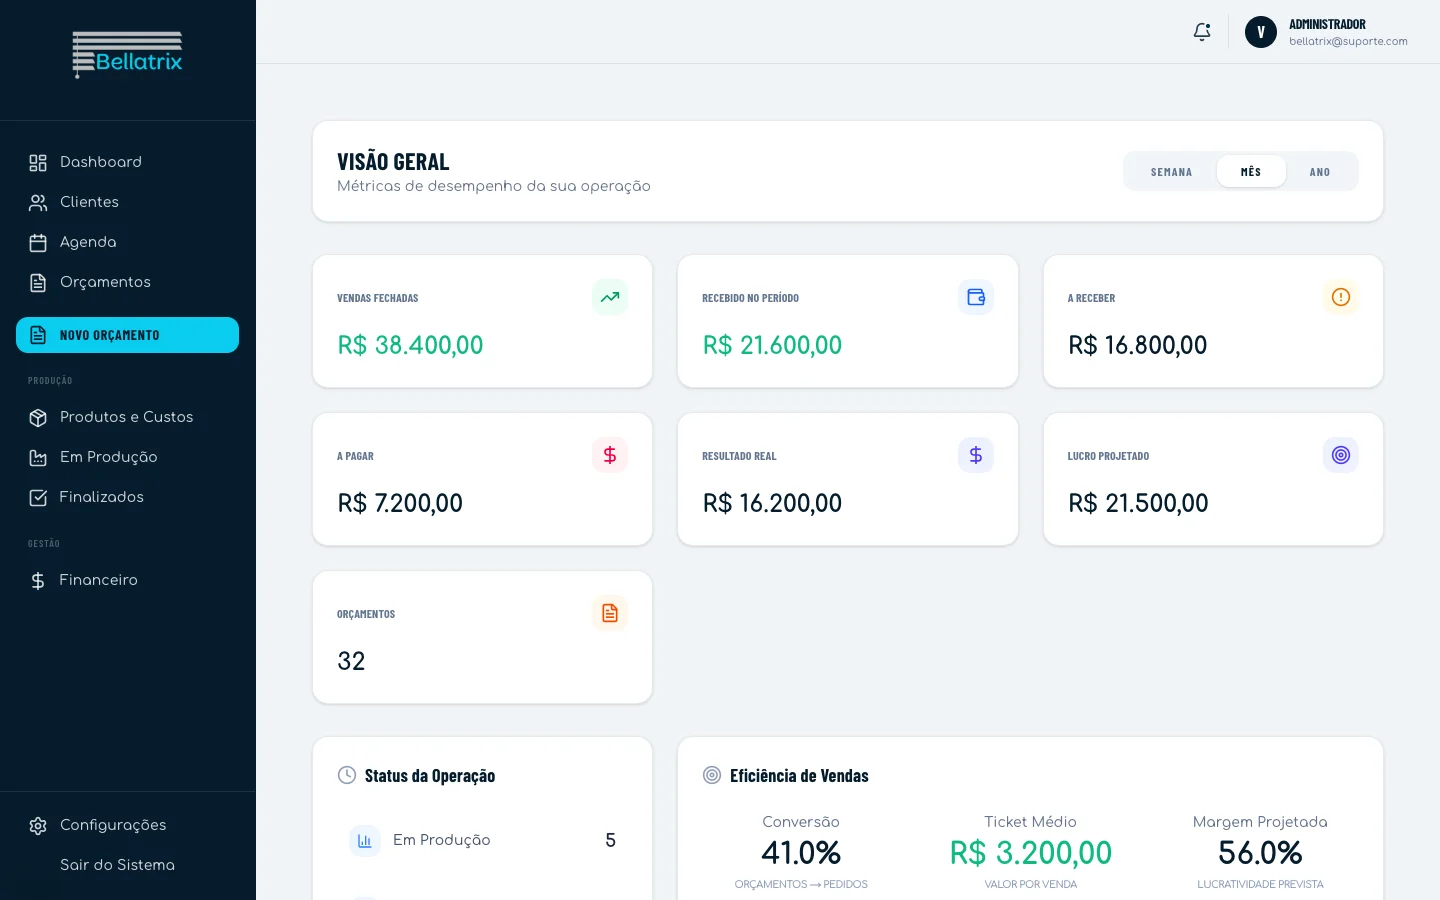 Bellatrix
Dashboard
Clientes
Agenda
Orçamentos
NOVO ORÇAMENTO
PRODUÇÃO
Produtos e Custos
Em Produção
Finalizados
GESTÃO
Financeiro
Configurações
Sair do Sistema
V
ADMINISTRADOR
bellatrix@suporte.com
VISÃO GERAL
Métricas de desempenho da sua operação
SEMANA
MÊS
ANO
VENDAS FECHADAS
R$ 38.400,00
RECEBIDO NO PERÍODO
R$ 21.600,00
A RECEBER
R$ 16.800,00
A PAGAR
R$ 7.200,00
RESULTADO REAL
R$ 16.200,00
LUCRO PROJETADO
R$ 21.500,00
ORÇAMENTOS
32
Status da Operação
Em Produção
5
Eficiência de Vendas
Conversão
41.0%
ORÇAMENTOS → PEDIDOS
Ticket Médio
R$ 3.200,00
VALOR POR VENDA
Margem Projetada
56.0%
LUCRATIVIDADE PREVISTA